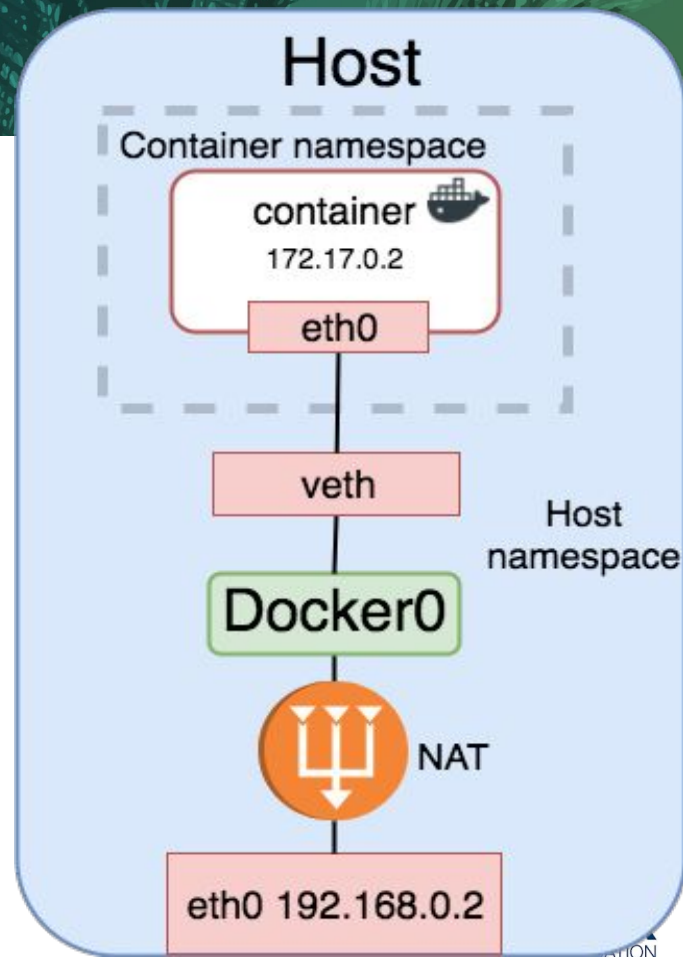 Host
Container namespace
container
172.17.0.2
eth0
veth
Host
namespace
Docker0
NAT
eth0 192.168.0.2